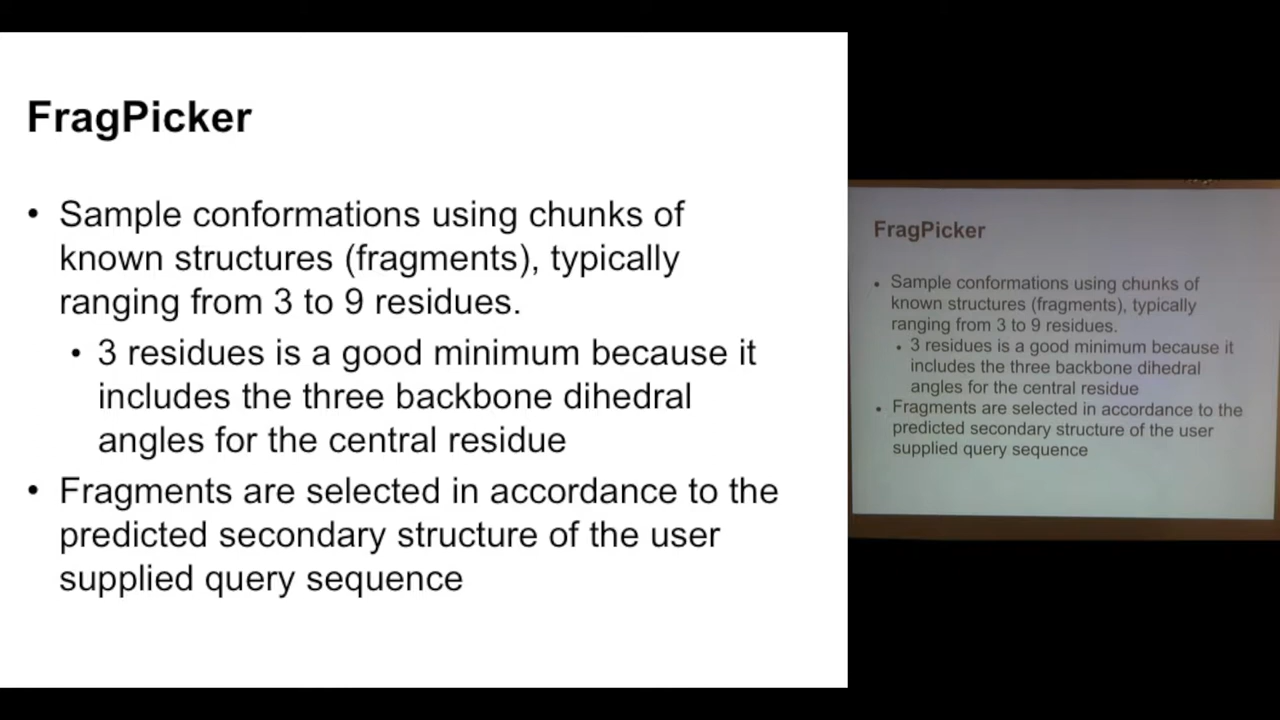 FragPicker
• Sample conformations using chunks of
known structures (fragments), typically
ranging from 3 to 9 residues.
• 3 residues is a good minimum because it
includes the three backbone dihedral
angles for the central residue
• Fragments are selected in accordance to the
predicted secondary structure of the user
supplied query sequence
FragPicker
• Sample conformations using chunks of
known structures (fragments), typically
ranging from 3 to 9 residues.
• 3 residues is a good minimum because it
includes the three backbone dihedral
angles for the central residue
• Fragments are selected in accordance to the
predicted secondary structure of the user
supplied query sequence